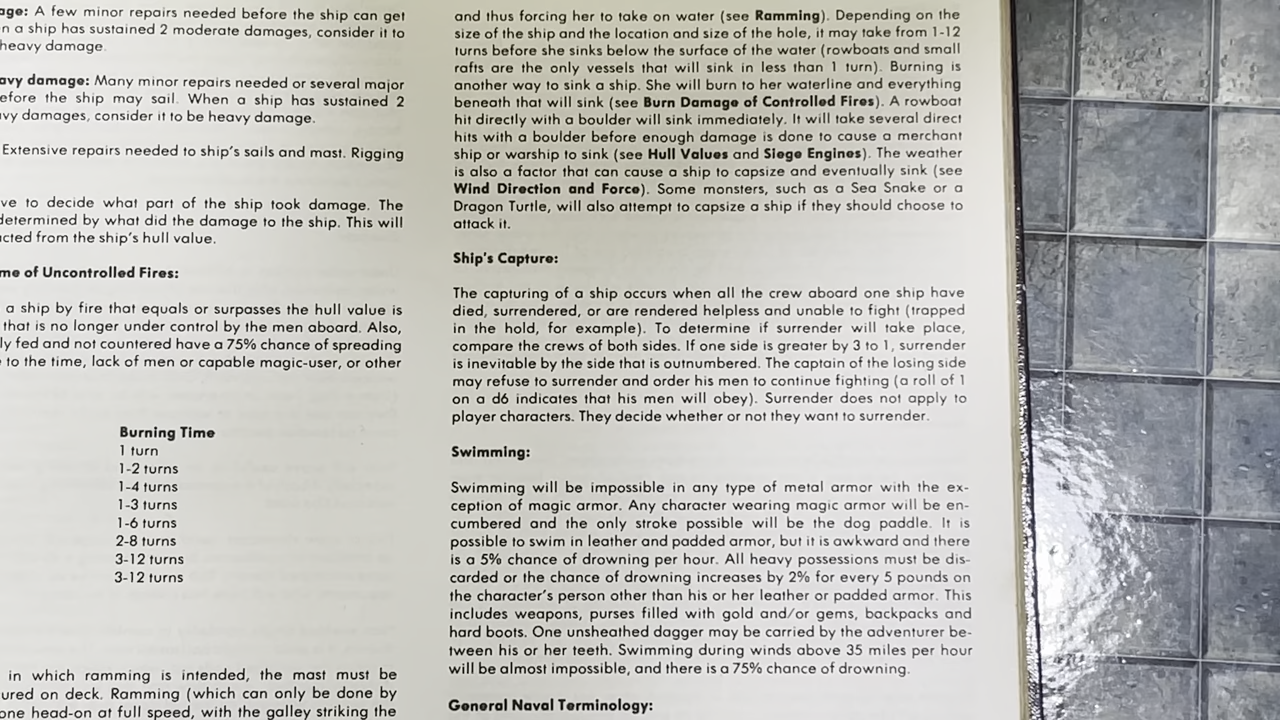 age: A few minor repairs needed before the ship can get
n a ship has sustained 2 moderate damages, consider it to
heavy damage.
avy damage: Many minor repairs needed or several major
efore the ship may sail. When a ship has sustained 2
vy damages, consider it to be heavy damage.
Extensive repairs needed to ship's sails and mast. Rigging
ve to decide what part of the ship took damage. The
determined by what did the damage to the ship. This will
acted from the ship's hull value.
me of Uncontrolled Fires:
a ship by fire that equals or surpasses the hull value is
that is no longer under control by the men aboard. Also,
ly fed and not countered have a 75% chance of spreading
to the time, lack of men or capable magic-user, or other
Burning Time
1 turn
1-2 turns
1-4 turns
1-3 turns
1-6 turns
2-8 turns
3-12 turns
3-12 turns
in which ramming is intended, the mast must be
ured on deck. Ramming (which can only be done by
one head-on at full speed, with the galley striking the
and thus forcing her to take on water (see Ramming). Depending on the
size of the ship and the location and size of the hole, it may take from 1-12
turns before she sinks below the surface of the water (rowboats and small
rafts are the only vessels that will sink in less than 1 turn). Burning is
another way to sink a ship. She will burn to her waterline and everything
beneath that will sink (see Burn Damage of Controlled Fires). A rowboat
hit directly with a boulder will sink immediately. It will take several direct
hits with a boulder before enough damage is done to cause a merchant
ship or warship to sink (see Hull Values and Siege Engines). The weather
is also a factor that can cause a ship to capsize and eventually sink (see
Wind Direction and Force). Some monsters, such as a Sea Snake or a
Dragon Turtle, will also attempt to capsize a ship if they should choose to
attack it.
Ship's Capture:
The capturing of a ship occurs when all the crew aboard one ship have
died, surrendered, or are rendered helpless and unable to fight (trapped
in the hold, for example). To determine if surrender will take place,
compare the crews of both sides. If one side is greater by 3 to 1, surrender
is inevitable by the side that is outnumbered. The captain of the losing side
may refuse to surrender and order his men to continue fighting (a roll of 1
on a d6 indicates that his men will obey). Surrender does not apply to
player characters. They decide whether or not they want to surrender.
Swimming:
Swimming will be impossible in any type of metal armor with the ex-
ception of magic armor. Any character wearing magic armor will be en-
cumbered and the only stroke possible will be the dog paddle. It is
possible to swim in leather and padded armor, but it is awkward and there
is a 5% chance of drowning per hour. All heavy possessions must be dis-
carded or the chance of drowning increases by 2% for every 5 pounds on
the character's person other than his or her leather or padded armor. This
includes weapons, purses filled with gold and/or gems, backpacks and
hard boots. One unsheathed dagger may be carried by the adventurer be-
tween his or her teeth. Swimming during winds above 35 miles per hour
will be almost impossible, and there is a 75% chance of drowning.
General Naval Terminology: